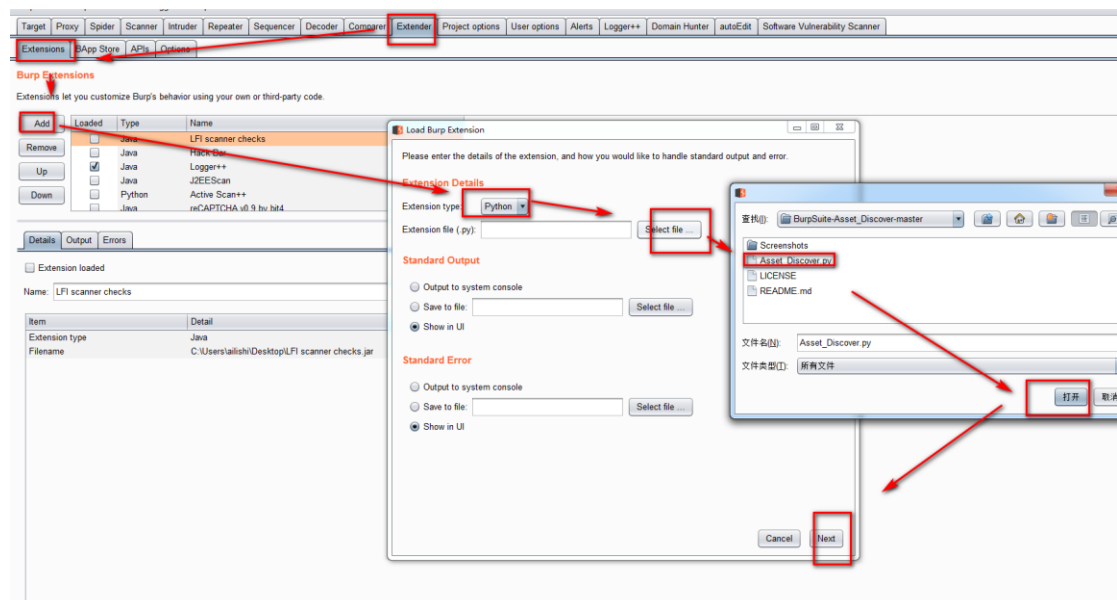 Target Proxy Spider Scanner Intruder Repeater Sequencer Decoder Comparer Extender Project options User options Alerts Logger++ Domain Hunter autoEdit Software Vulnerability Scanner
Extensions BApp Store APIs Options
Burp Extensions
Extensions let you customize Burp's behavior using your own or third-party code.
Add Loaded Type Name
Java LFI scanner checks
Remove Java
Up Java Logger++
Java J2EEScan
Down Python Active Scan++
Java reCAPTCHA v0.9 by bit4
Details Output Errors
Extension loaded
Name: LFI scanner checks
Item Detail
Extension type Java
Filename C:\Users\ailishi\Desktop\LFI scanner checks.jar
Load Burp Extension
Please enter the details of the extension, and how you would like to handle standard output and error.
Extension Details
Extension type: Python
Extension file (.py): Select file ...
Standard Output
Output to system console
Save to file: Select file ...
Show in UI
Standard Error
Output to system console
Save to file: Select file ...
Show in UI
Cancel Next
查找(I): BurpSuite-Asset_Discover-master
Screenshots
Asset_Discover.py
LICENSE
README.md
文件名(N): Asset_Discover.py
文件类型(T): 所有文件
打开 取消